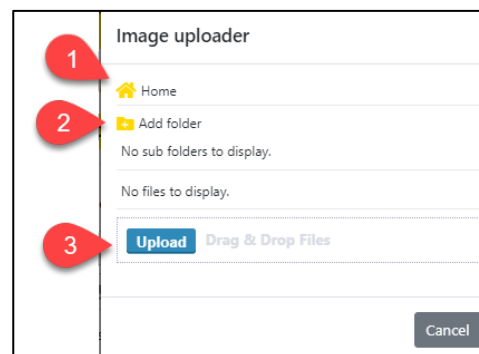 Image uploader
1
Home
2
Add folder
No sub folders to display.
No files to display.
3
Upload Drag & Drop Files
Cancel